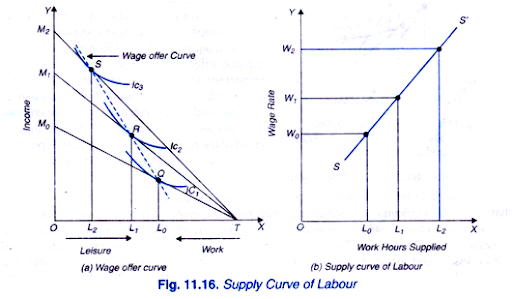 Y
M2
Wage offer Curve
S
Ic3
M1
R
Ic2
M0
Q
IC1
Income
O
L2
L1
L0
T
X
Leisure
Work
(a) Wage offer curve
Y
S'
W2
W1
W0
Wage Rate
S
O
L0
L1
L2
X
Work Hours Supplied
(b) Supply curve of Labour
Fig. 11.16. Supply Curve of Labour